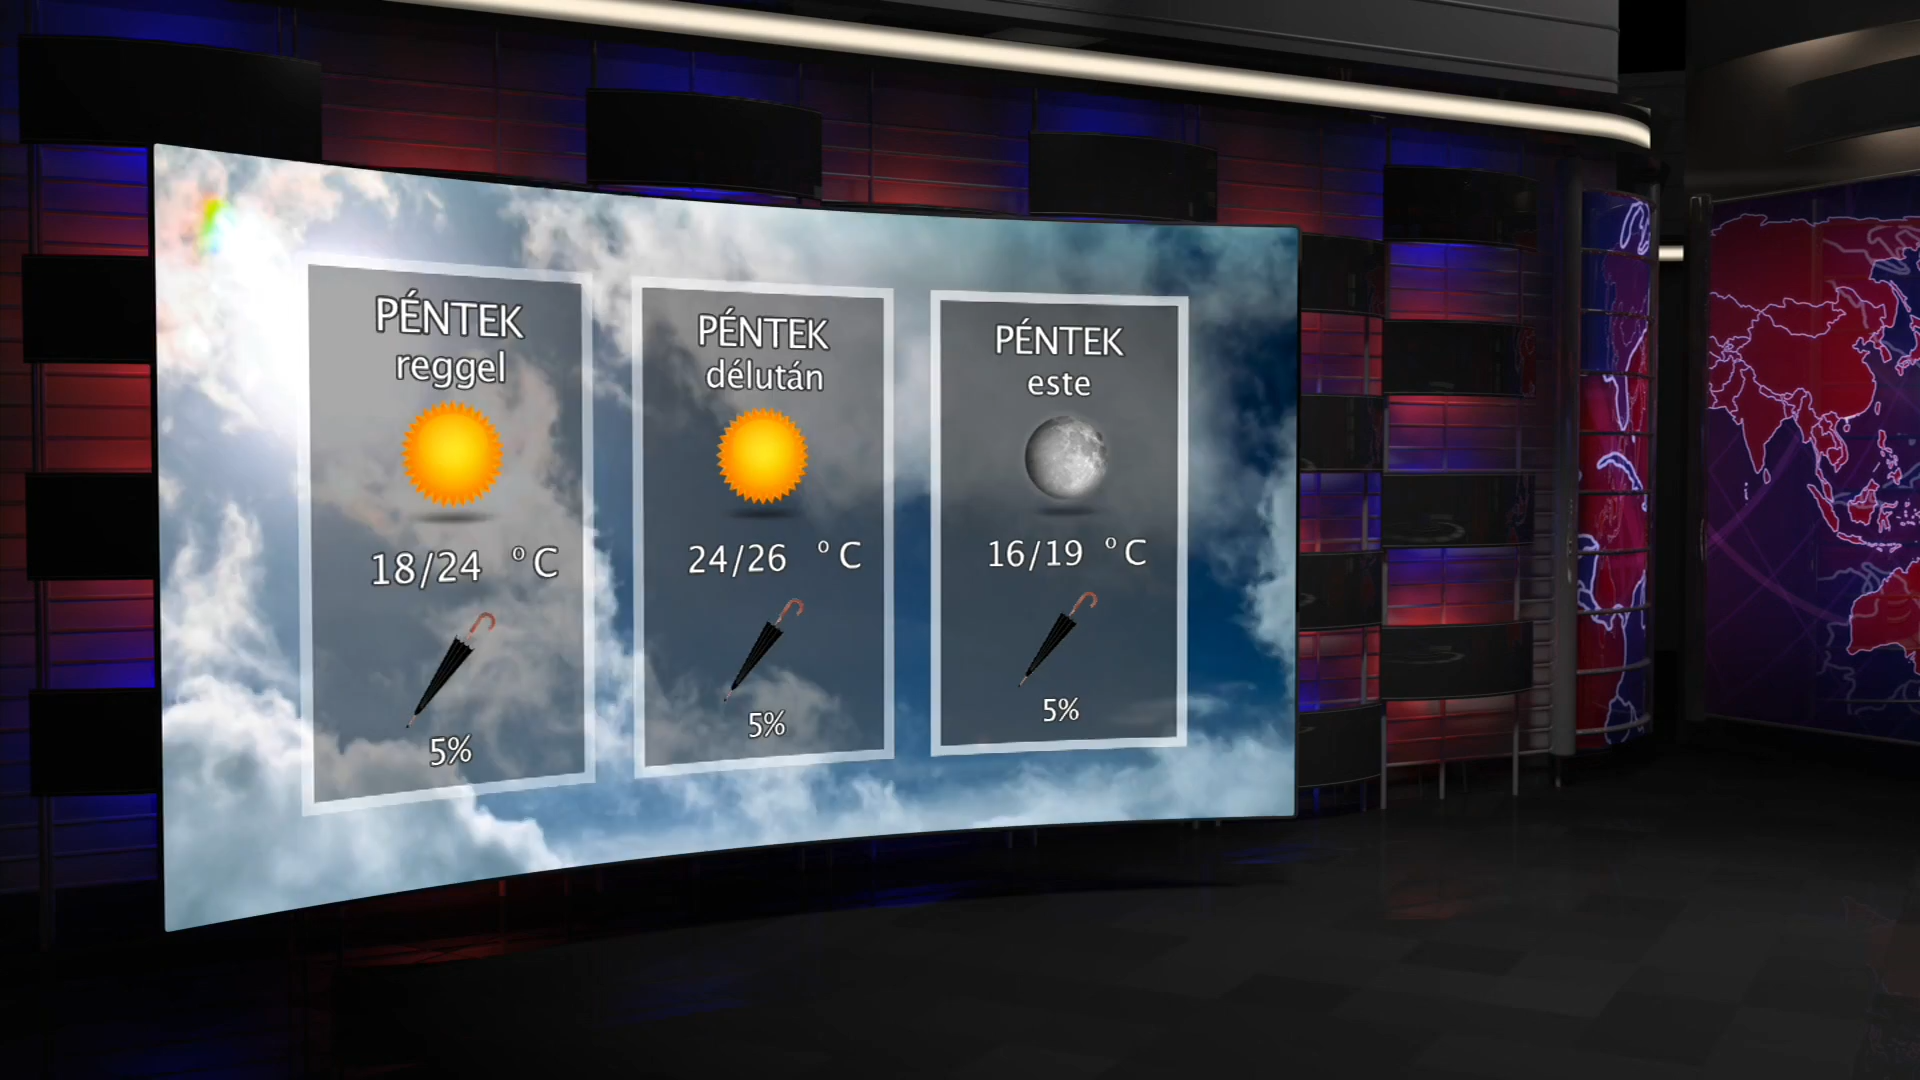 PÉNTEK
reggel
18/24 °C
5%
PÉNTEK
délután
24/26 °C
5%
PÉNTEK
este
16/19 °C
5%